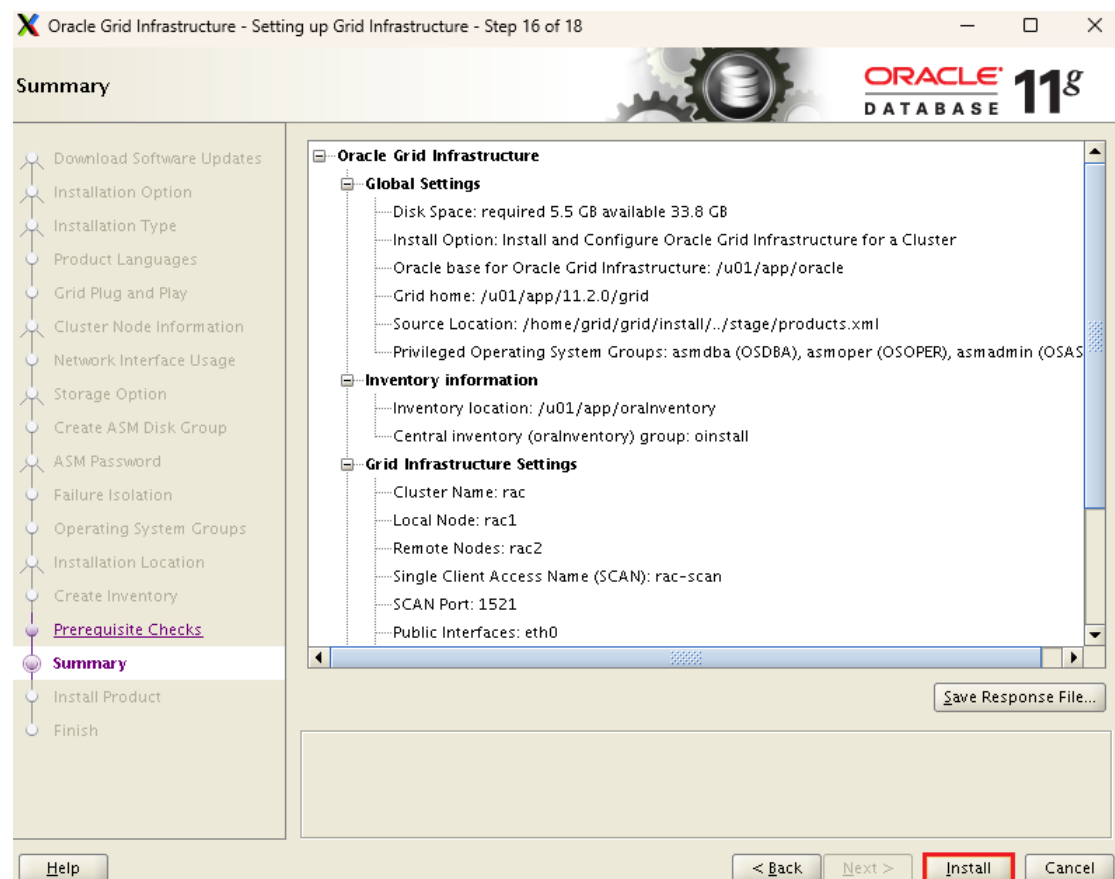 Oracle Grid Infrastructure - Setting up Grid Infrastructure - Step 16 of 18
Summary
ORACLE
DATABASE
11g
Download Software Updates
Installation Option
Installation Type
Product Languages
Grid Plug and Play
Cluster Node Information
Network Interface Usage
Storage Option
Create ASM Disk Group
ASM Password
Failure Isolation
Operating System Groups
Installation Location
Create Inventory
Prerequisite Checks
Summary
Install Product
Finish
Oracle Grid Infrastructure
Global Settings
Disk Space: required 5.5 GB available 33.8 GB
Install Option: Install and Configure Oracle Grid Infrastructure for a Cluster
Oracle base for Oracle Grid Infrastructure: /u01/app/oracle
Grid home: /u01/app/11.2.0/grid
Source Location: /home/grid/grid/install/../stage/products.xml
Privileged Operating System Groups: asmdba (OSDBA), asmoper (OSOPER), asmadmin (OSAS
Inventory information
Inventory location: /u01/app/oraInventory
Central inventory (oraInventory) group: oinstall
Grid Infrastructure Settings
Cluster Name: rac
Local Node: rac1
Remote Nodes: rac2
Single Client Access Name (SCAN): rac-scan
SCAN Port: 1521
Public Interfaces: eth0
Save Response File...
Help
< Back
Next >
Install
Cancel